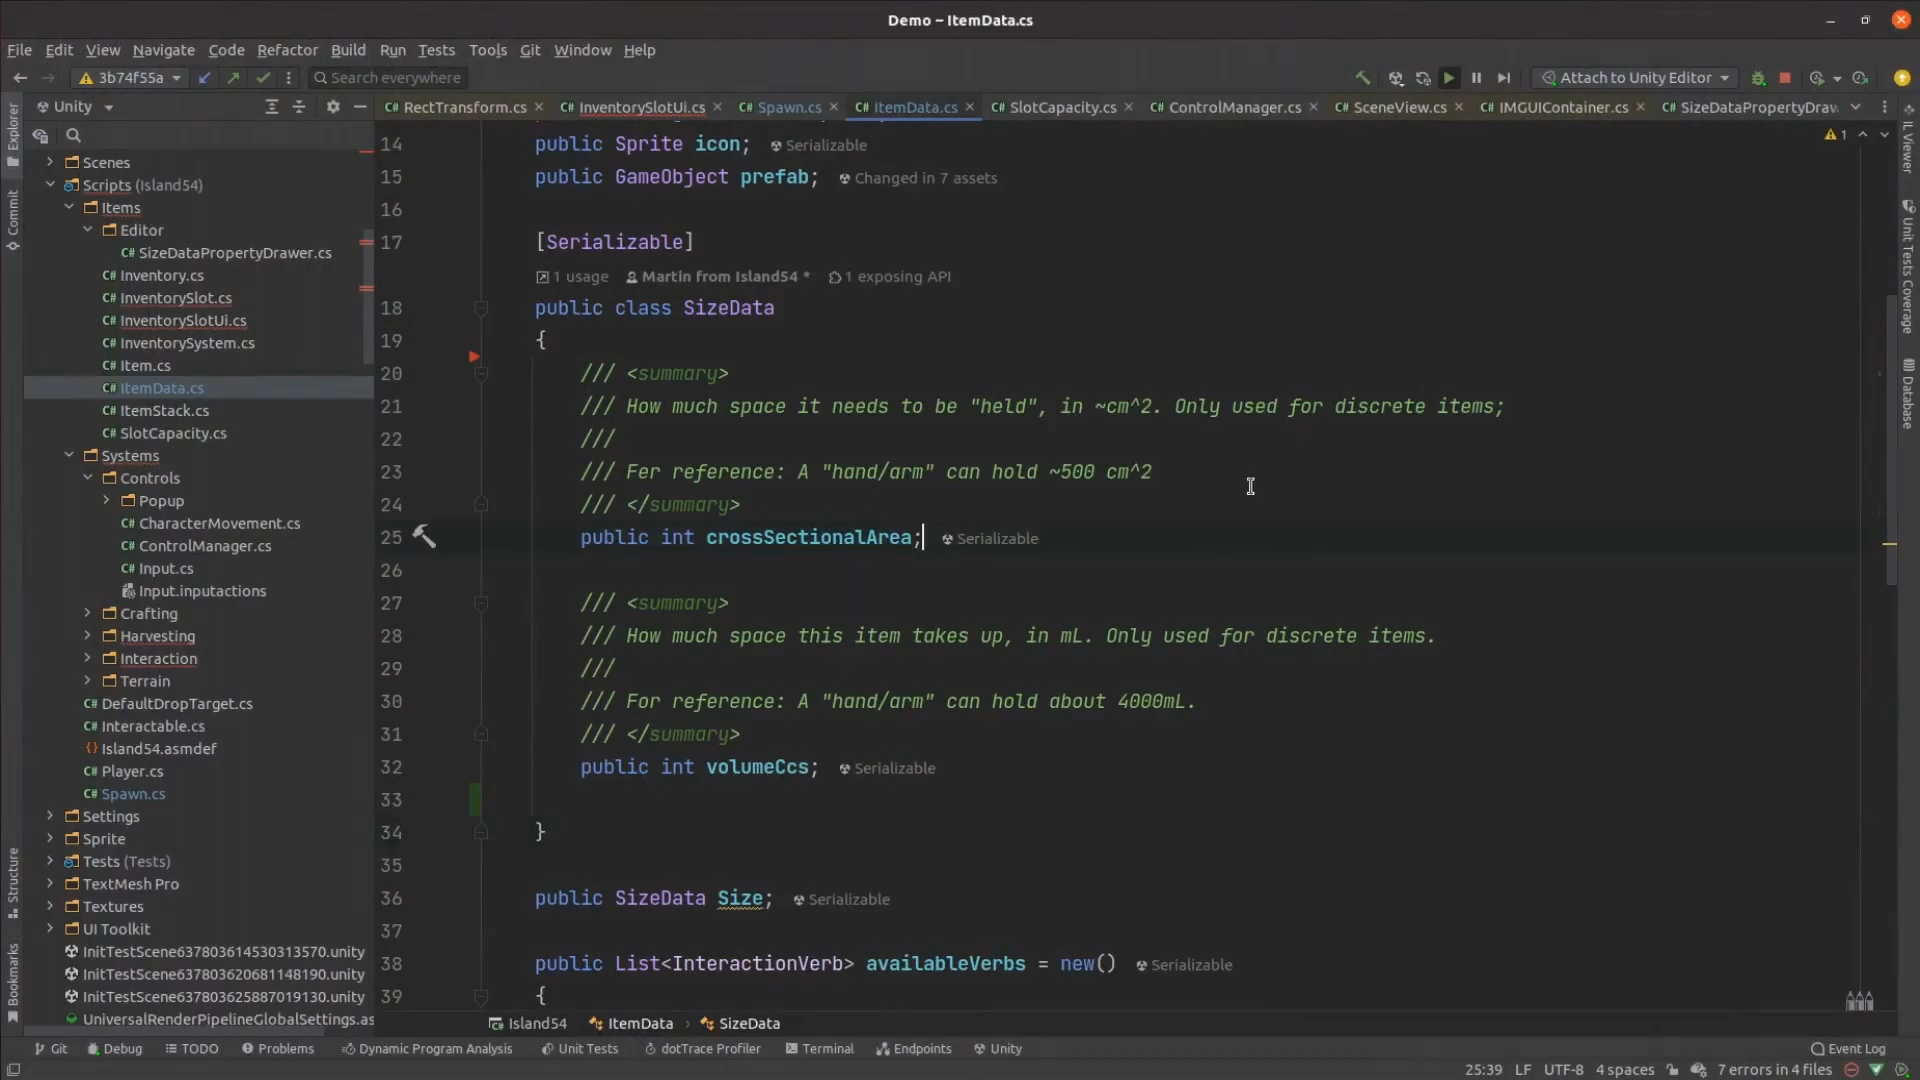 Demo – ItemData.cs
File Edit View Navigate Code Refactor Build Run Tests Tools Git Window Help
3b74f55a Search everywhere Attach to Unity Editor
Unity
RectTransform.cs InventorySlotUi.cs Spawn.cs ItemData.cs SlotCapacity.cs ControlManager.cs SceneView.cs IMGUIContainer.cs SizeDataPropertyDraw
Explorer
Commit
Structure
Bookmarks
Scenes
Scripts (Island54)
Items
Editor
C# SizeDataPropertyDrawer.cs
C# Inventory.cs
C# InventorySlot.cs
C# InventorySlotUi.cs
C# InventorySystem.cs
C# Item.cs
C# ItemData.cs
C# ItemStack.cs
C# SlotCapacity.cs
Systems
Controls
Popup
C# CharacterMovement.cs
C# ControlManager.cs
C# Input.cs
Input.inputactions
Crafting
Harvesting
Interaction
Terrain
C# DefaultDropTarget.cs
C# Interactable.cs
{} Island54.asmdef
C# Player.cs
C# Spawn.cs
Settings
Sprite
Tests (Tests)
TextMesh Pro
Textures
UI Toolkit
InitTestScene637803614530313570.unity
InitTestScene637803620681148190.unity
InitTestScene637803625887019130.unity
UniversalRenderPipelineGlobalSettings.as
14 public Sprite icon; Serializable
15 public GameObject prefab; Changed in 7 assets
16
17 [Serializable]
1 usage Martin from Island54 * 1 exposing API
18 public class SizeData
19 {
20 /// <summary>
21 /// How much space it needs to be "held", in ~cm^2. Only used for discrete items;
22 ///
23 /// Fer reference: A "hand/arm" can hold ~500 cm^2
24 /// </summary>
25 public int crossSectionalArea; Serializable
26
27 /// <summary>
28 /// How much space this item takes up, in mL. Only used for discrete items.
29 ///
30 /// For reference: A "hand/arm" can hold about 4000mL.
31 /// </summary>
32 public int volumeCcs; Serializable
33
34 }
35
36 public SizeData Size; Serializable
37
38 public List<InteractionVerb> availableVerbs = new() Serializable
39 {
1
IL Viewer
Unit Tests Coverage
Database
Island54 ItemData › SizeData
Git Debug TODO Problems Dynamic Program Analysis Unit Tests dotTrace Profiler Terminal Endpoints Unity Event Log
25:39 LF UTF-8 4 spaces 7 errors in 4 files